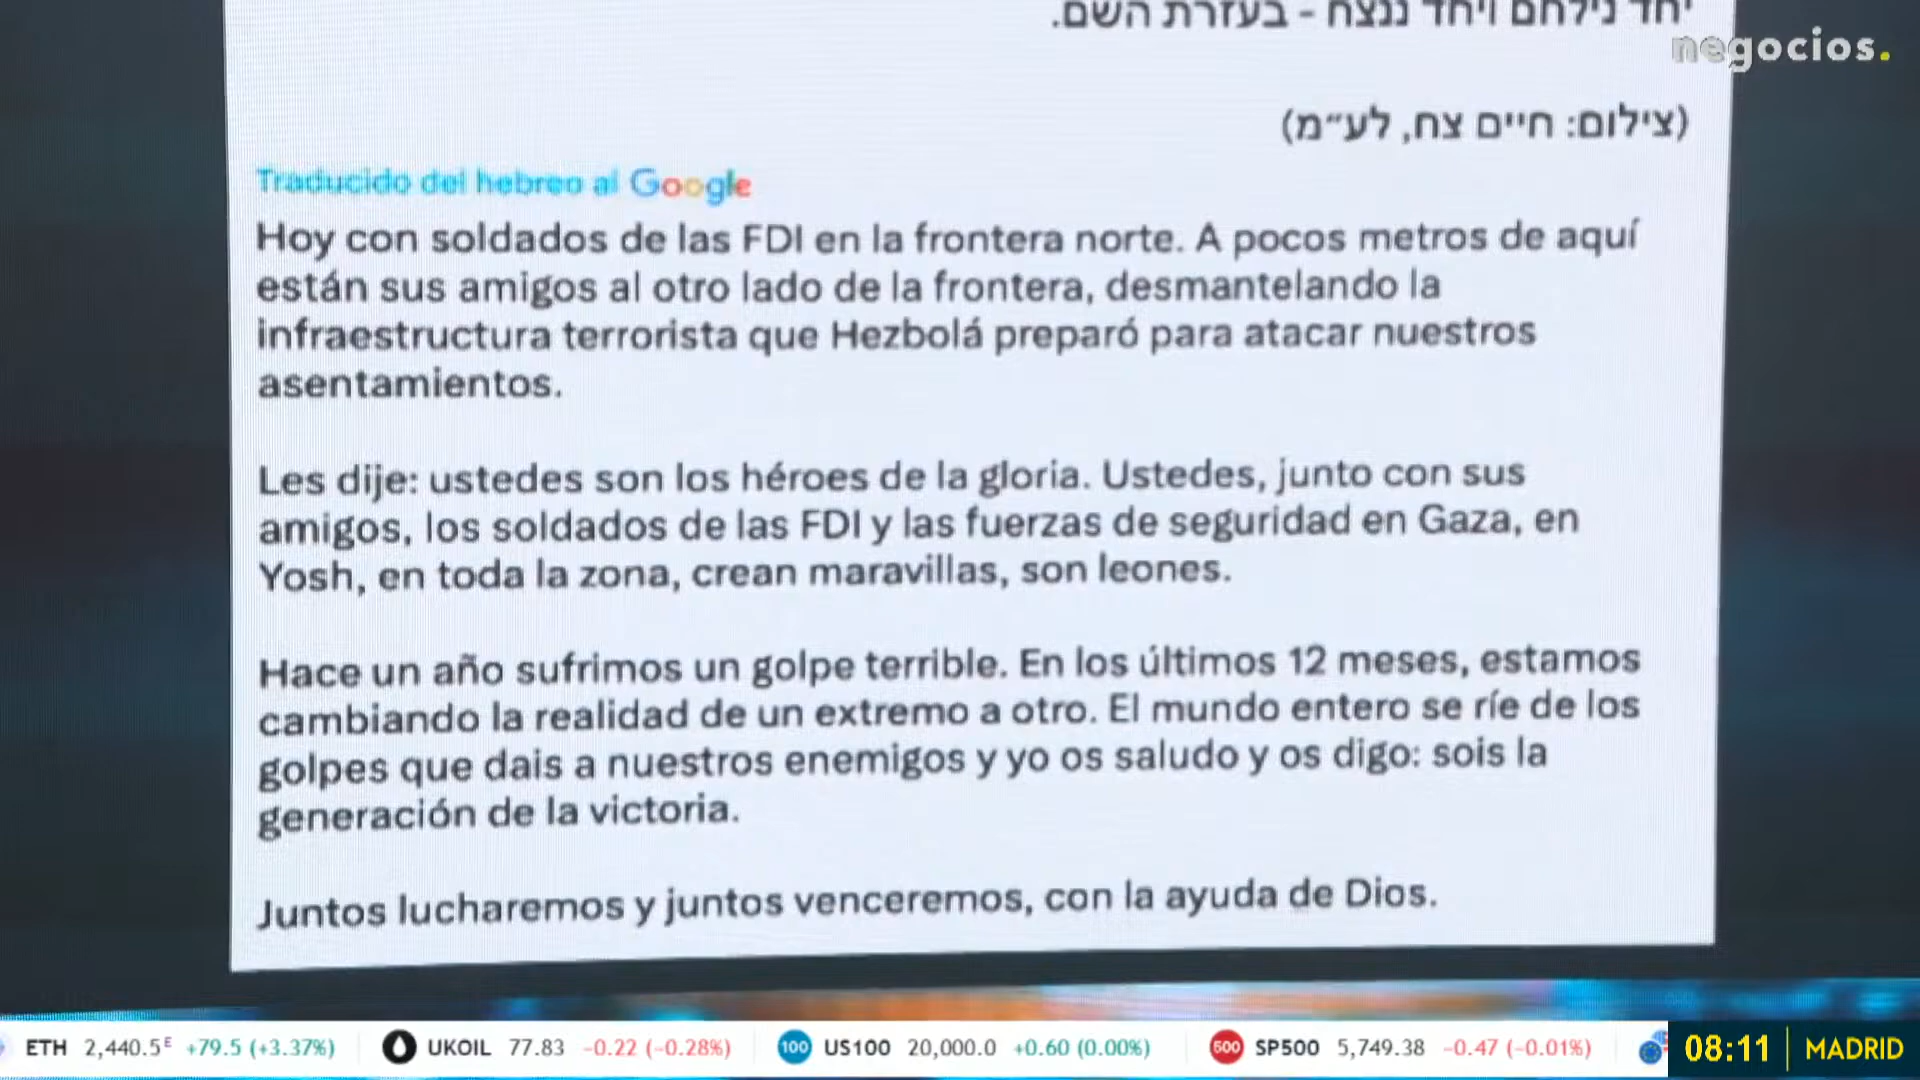 יחד נילחם ויחד ננצח - בעזרת השם.
negocios.
(צילום: חיים צח, לע״מ)
Traducido del hebreo al Google
Hoy con soldados de las FDI en la frontera norte. A pocos metros de aquí
están sus amigos al otro lado de la frontera, desmantelando la
infraestructura terrorista que Hezbolá preparó para atacar nuestros
asentamientos.
Les dije: ustedes son los héroes de la gloria. Ustedes, junto con sus
amigos, los soldados de las FDI y las fuerzas de seguridad en Gaza, en
Yosh, en toda la zona, crean maravillas, son leones.
Hace un año sufrimos un golpe terrible. En los últimos 12 meses, estamos
cambiando la realidad de un extremo a otro. El mundo entero se ríe de los
golpes que dais a nuestros enemigos y yo os saludo y os digo: sois la
generación de la victoria.
Juntos lucharemos y juntos venceremos, con la ayuda de Dios.
ETH 2,440.5ᴱ +79.5 (+3.37%) UKOIL 77.83 -0.22 (-0.28%) 100 US100 20,000.0 +0.60 (0.00%) 500 SP500 5,749.38 -0.47 (-0.01%) 08:11 MADRID